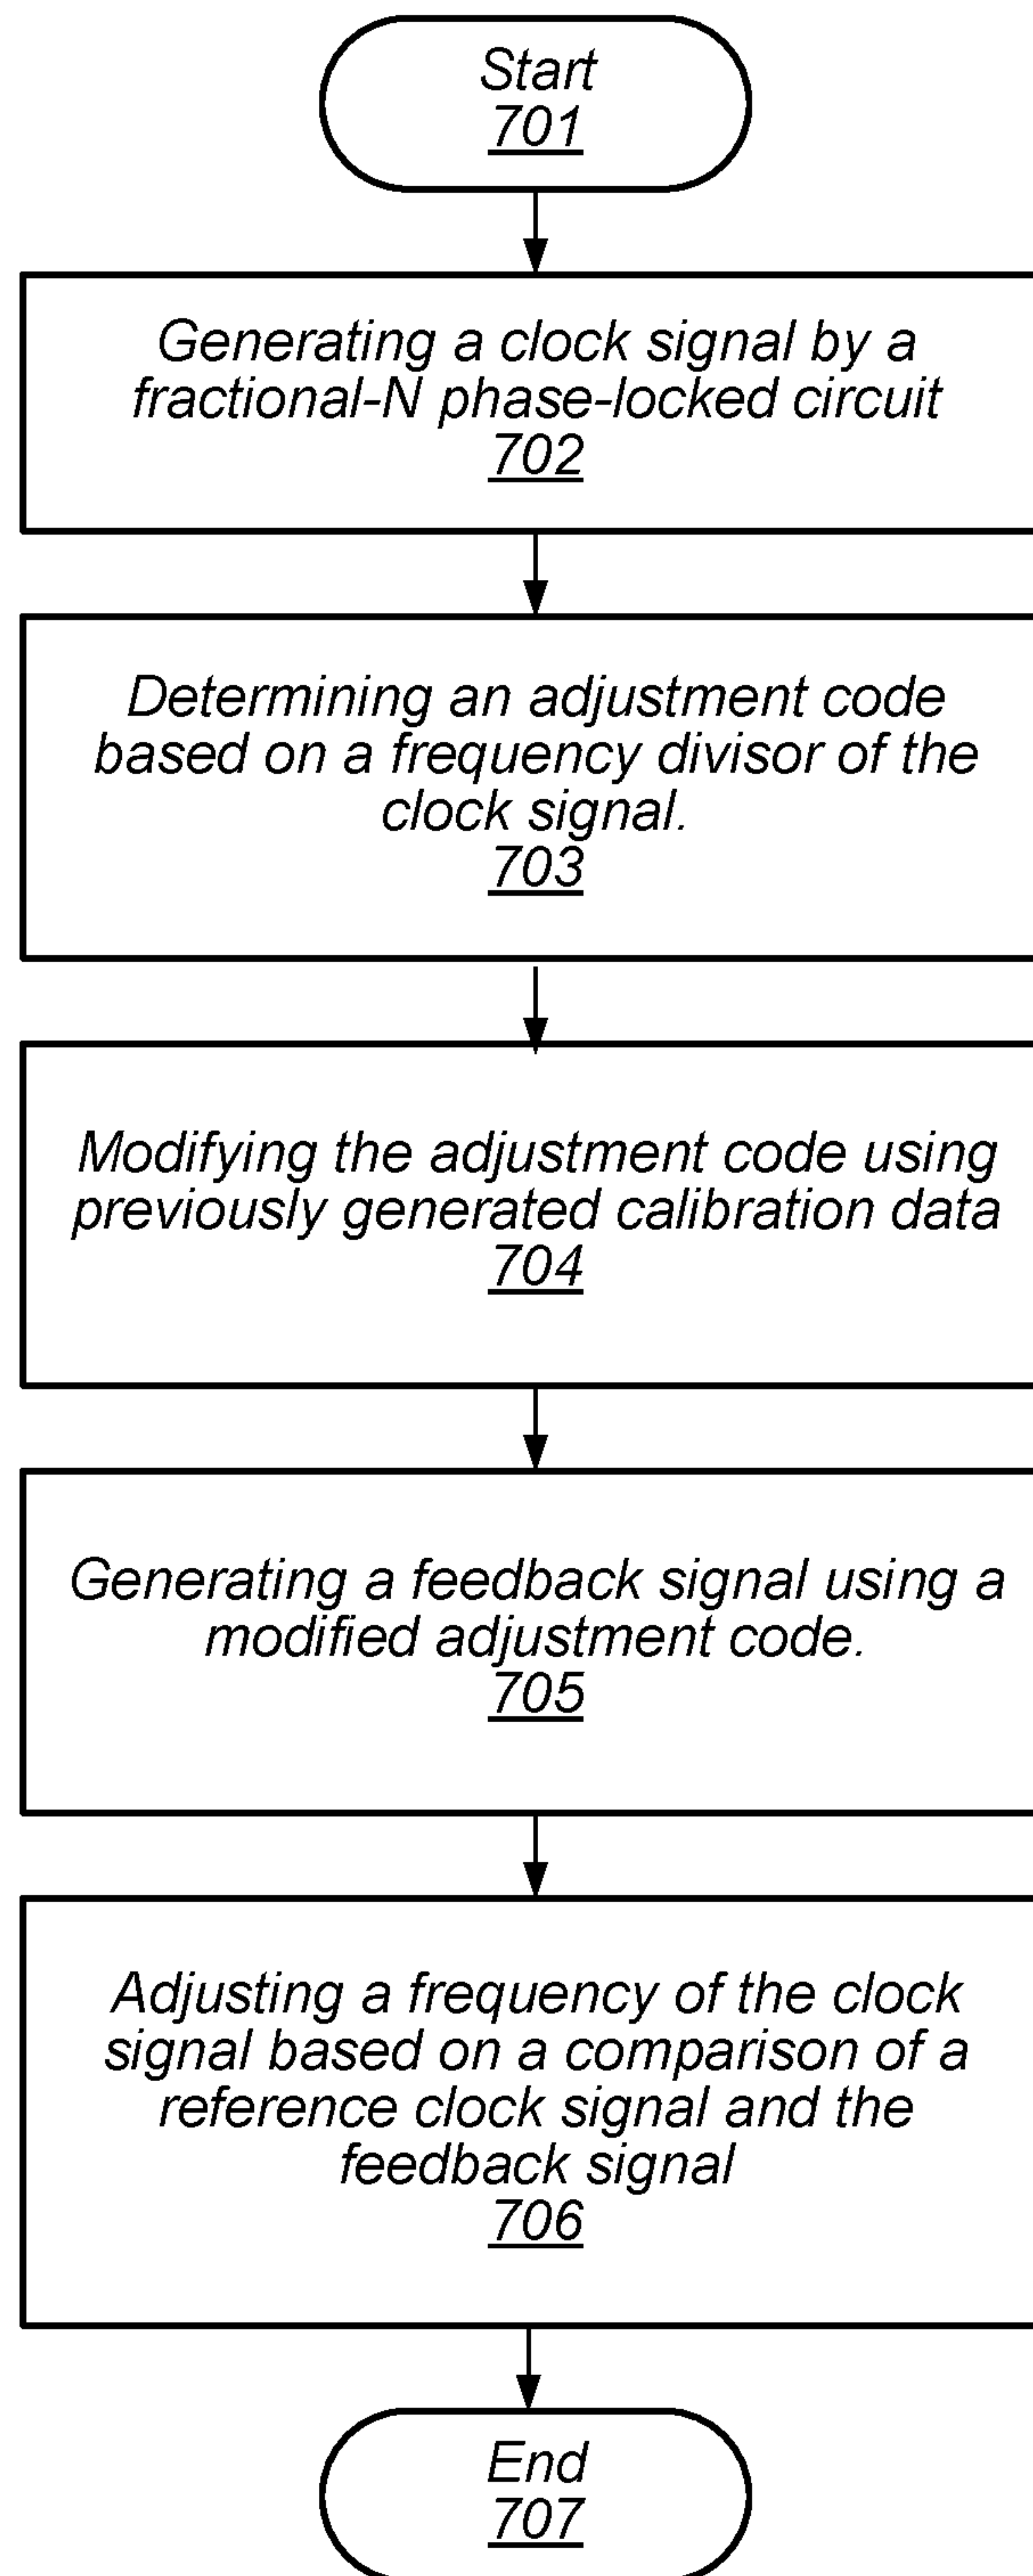 Start
701
Generating a clock signal by a
fractional-N phase-locked circuit
702
Determining an adjustment code
based on a frequency divisor of the
clock signal.
703
Modifying the adjustment code using
previously generated calibration data
704
Generating a feedback signal using a
modified adjustment code.
705
Adjusting a frequency of the clock
signal based on a comparison of a
reference clock signal and the
feedback signal
706
End
707